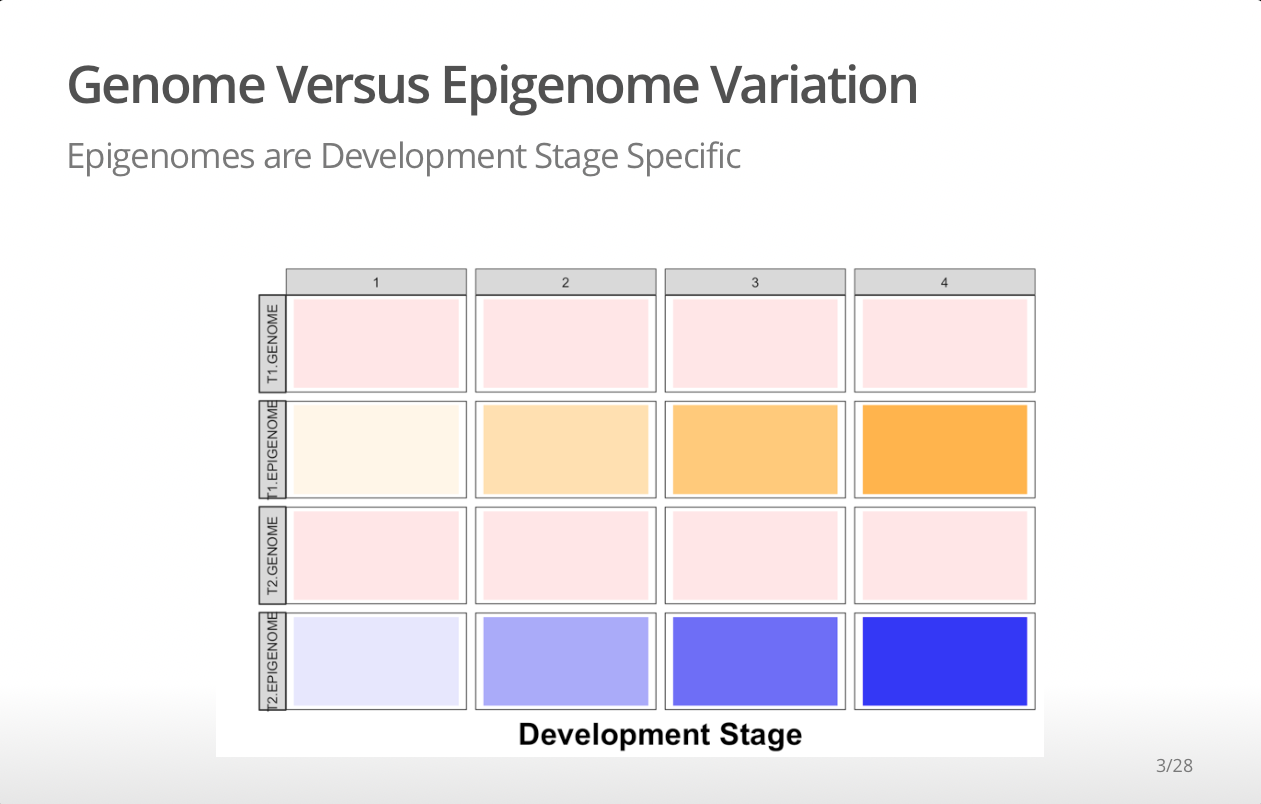 Genome Versus Epigenome Variation
Epigenomes are Development Stage Specific
1 2 3 4
T1.GENOME
T1.EPIGENOME
T2.GENOME
T2.EPIGENOME
Development Stage
3/28